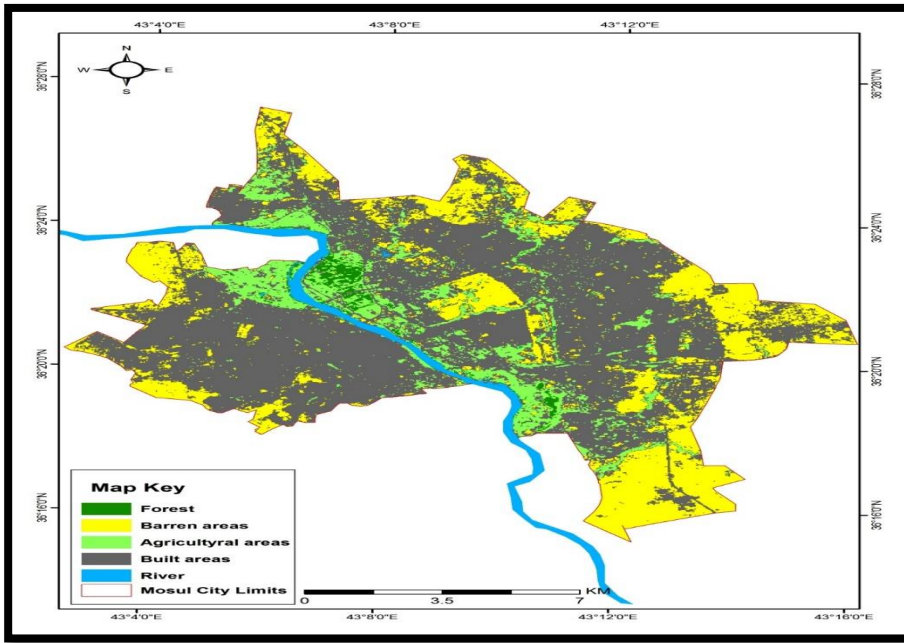 43°4'0"E 43°8'0"E 43°12'0"E
N
W E
S
36°28'0"N 36°28'0"N
36°24'0"N 36°24'0"N
36°20'0"N 36°20'0"N
36°16'0"N 36°16'0"N
Map Key
Forest
Barren areas
Agricultyral areas
Built areas
River
Mosul City Limits
KM
0 3.5 7
43°4'0"E 43°8'0"E 43°12'0"E 43°16'0"E